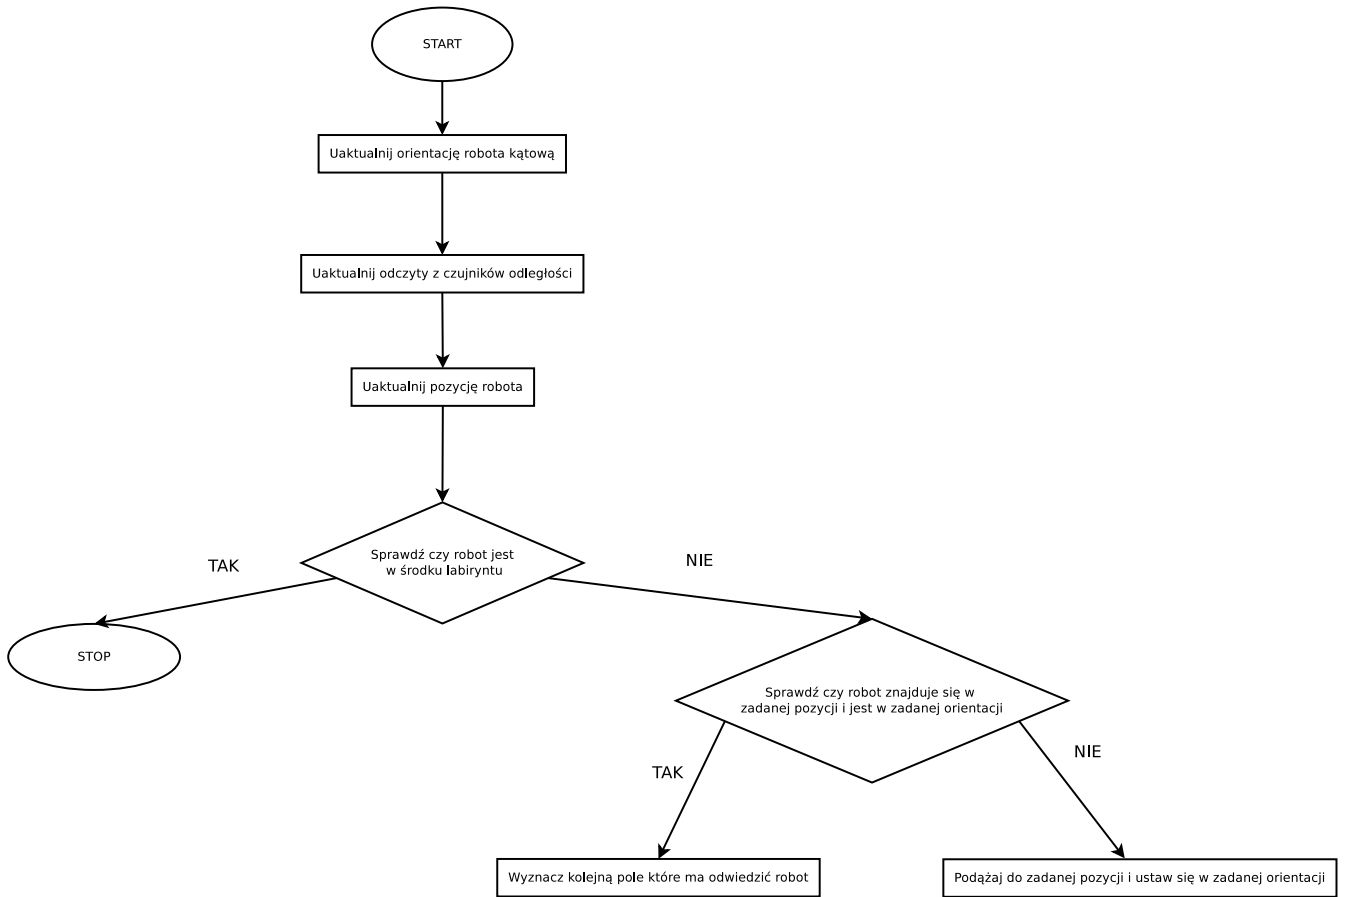 START
Uaktualnij orientację robota kątową
Uaktualnij odczyty z czujników odległości
Uaktualnij pozycję robota
Sprawdź czy robot jest
w środku labiryntu
TAK
NIE
STOP
Sprawdź czy robot znajduje się w
zadanej pozycji i jest w zadanej orientacji
TAK
NIE
Wyznacz kolejną pole które ma odwiedzić robot
Podążaj do zadanej pozycji i ustaw się w zadanej orientacji